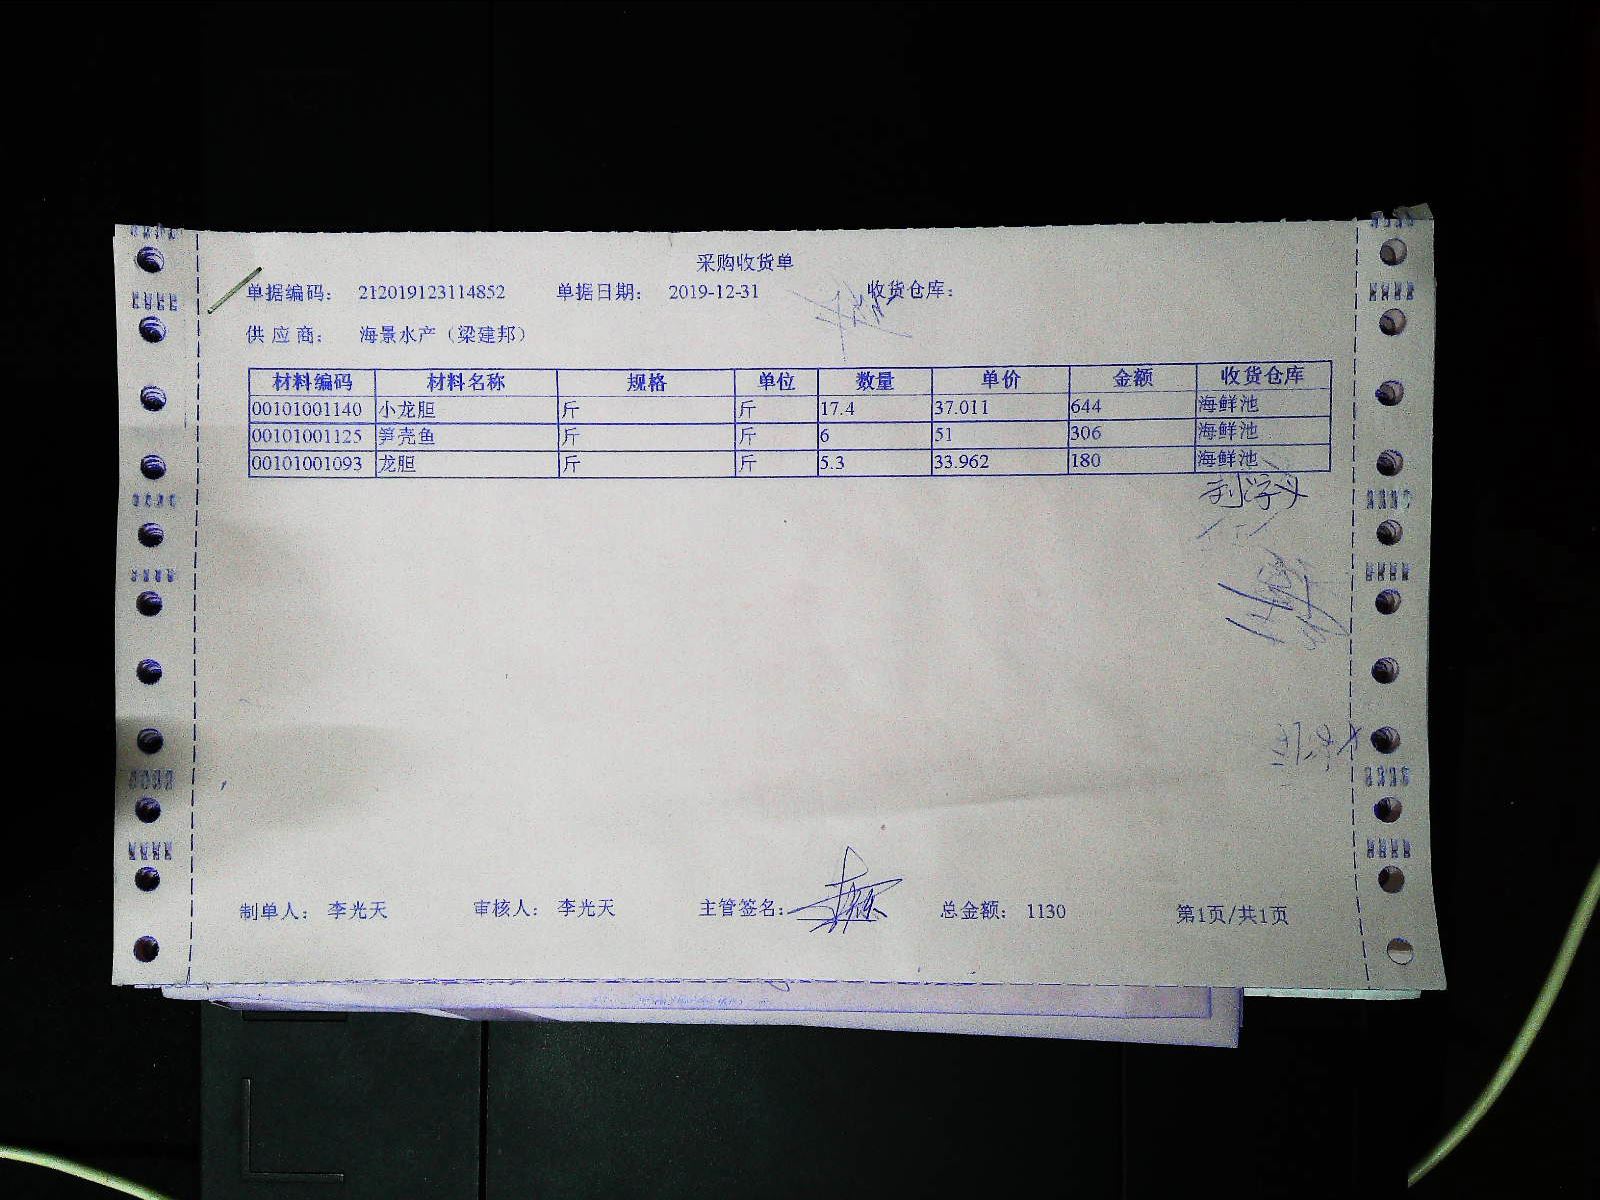 采购收货单
单据编码： 212019123114852 单据日期： 2019-12-31 收货仓库：
供 应 商： 海景水产（梁建邦）
材料编码 材料名称 规格 单位 数量 单价 金额 收货仓库
00101001140 小龙胆 斤 斤 17.4 37.011 644 海鲜池
00101001125 笋壳鱼 斤 斤 6 51 306 海鲜池
00101001093 龙胆 斤 斤 5.3 33.962 180 海鲜池
制单人： 李光天 审核人： 李光天 主管签名： 总金额： 1130 第1页/共1页